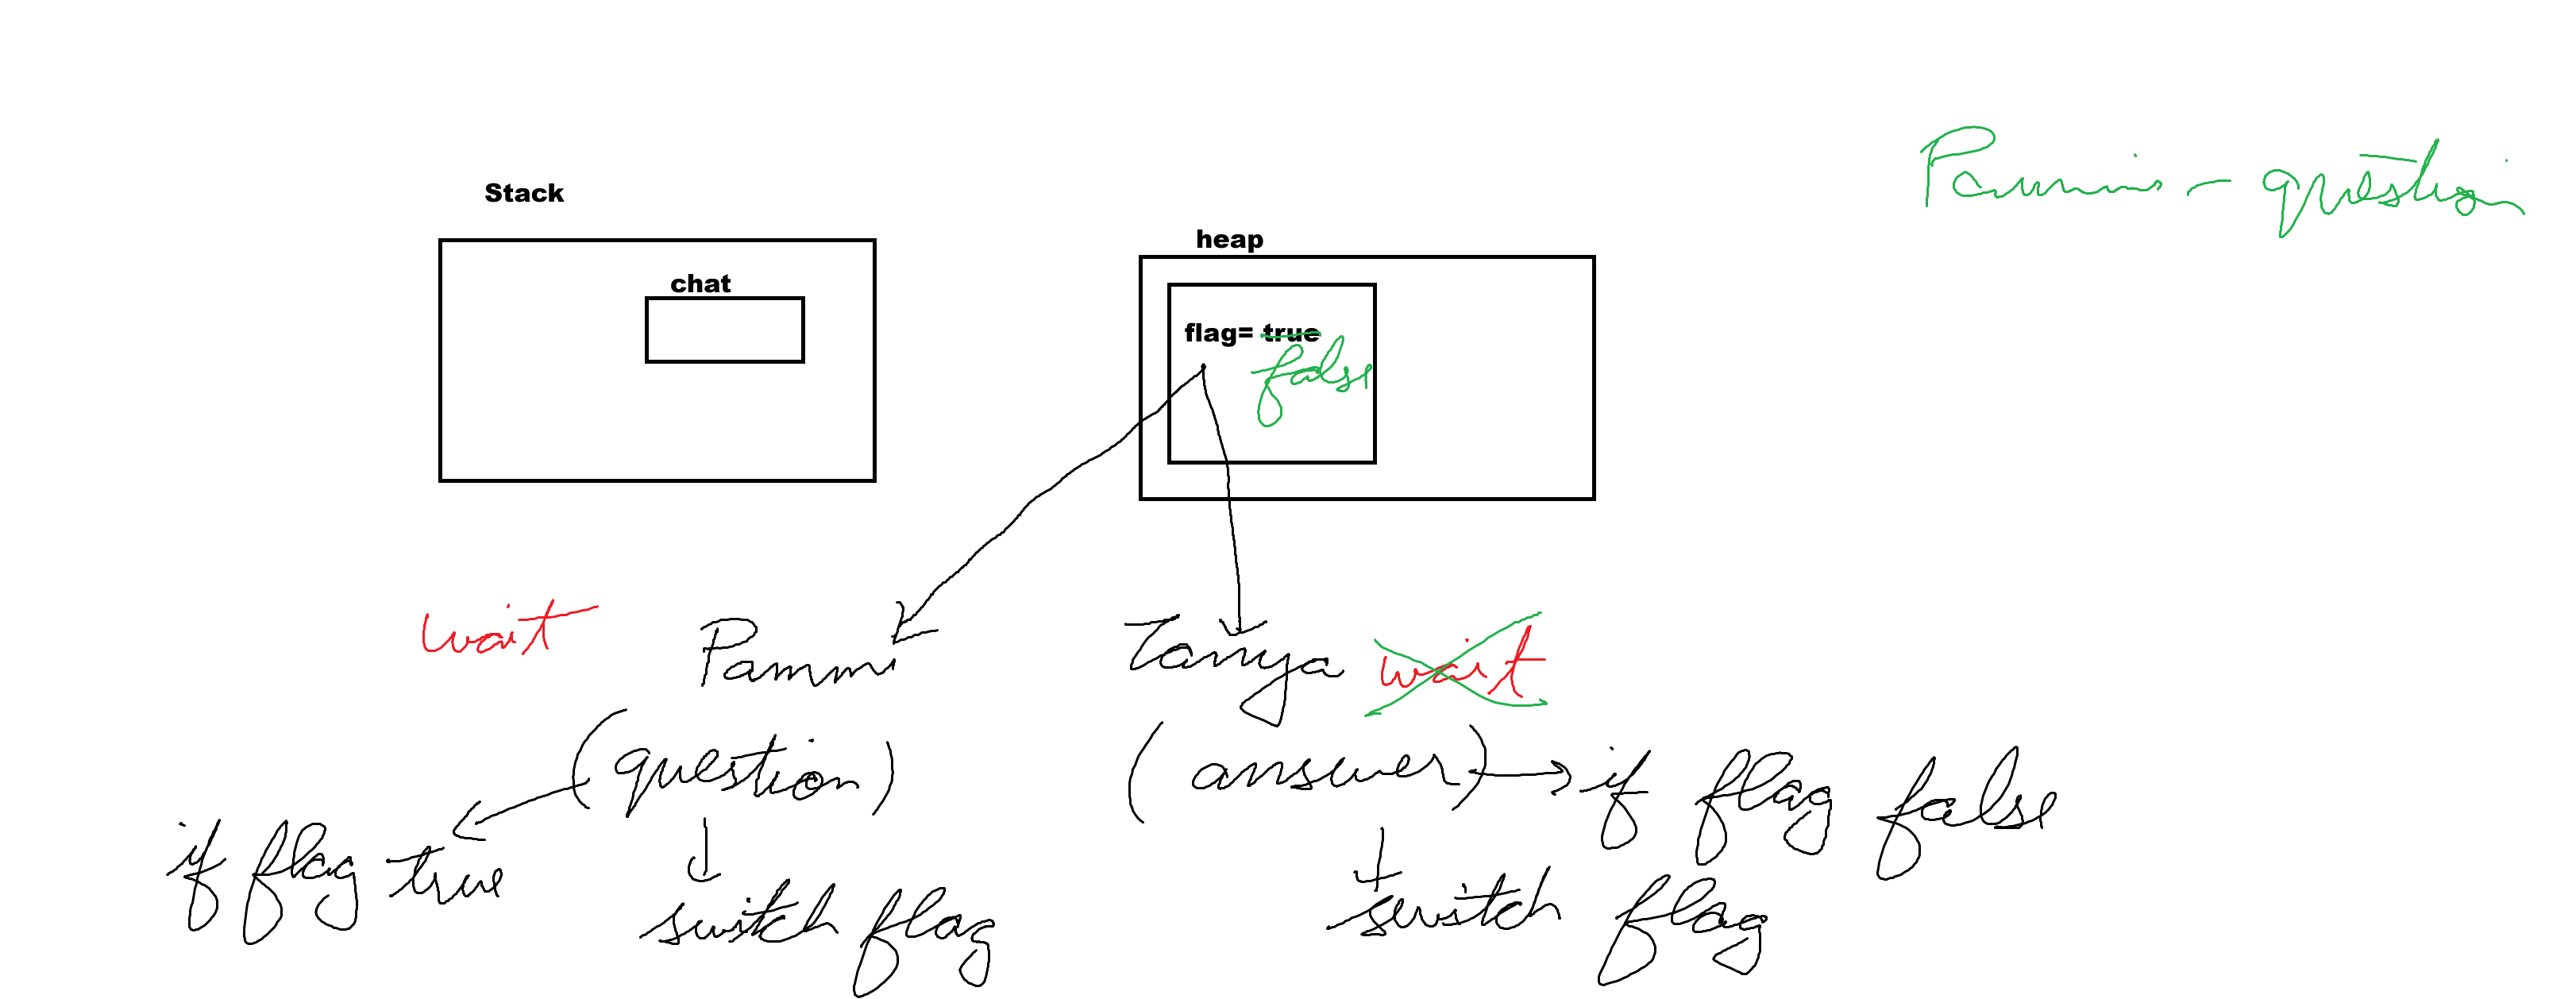 Pammi - question
Stack
heap
chat
flag= true
false
wait
Pammi
Tanya
wait
(question)
(answer)
if flag false
if flag true
switch flag
switch flag